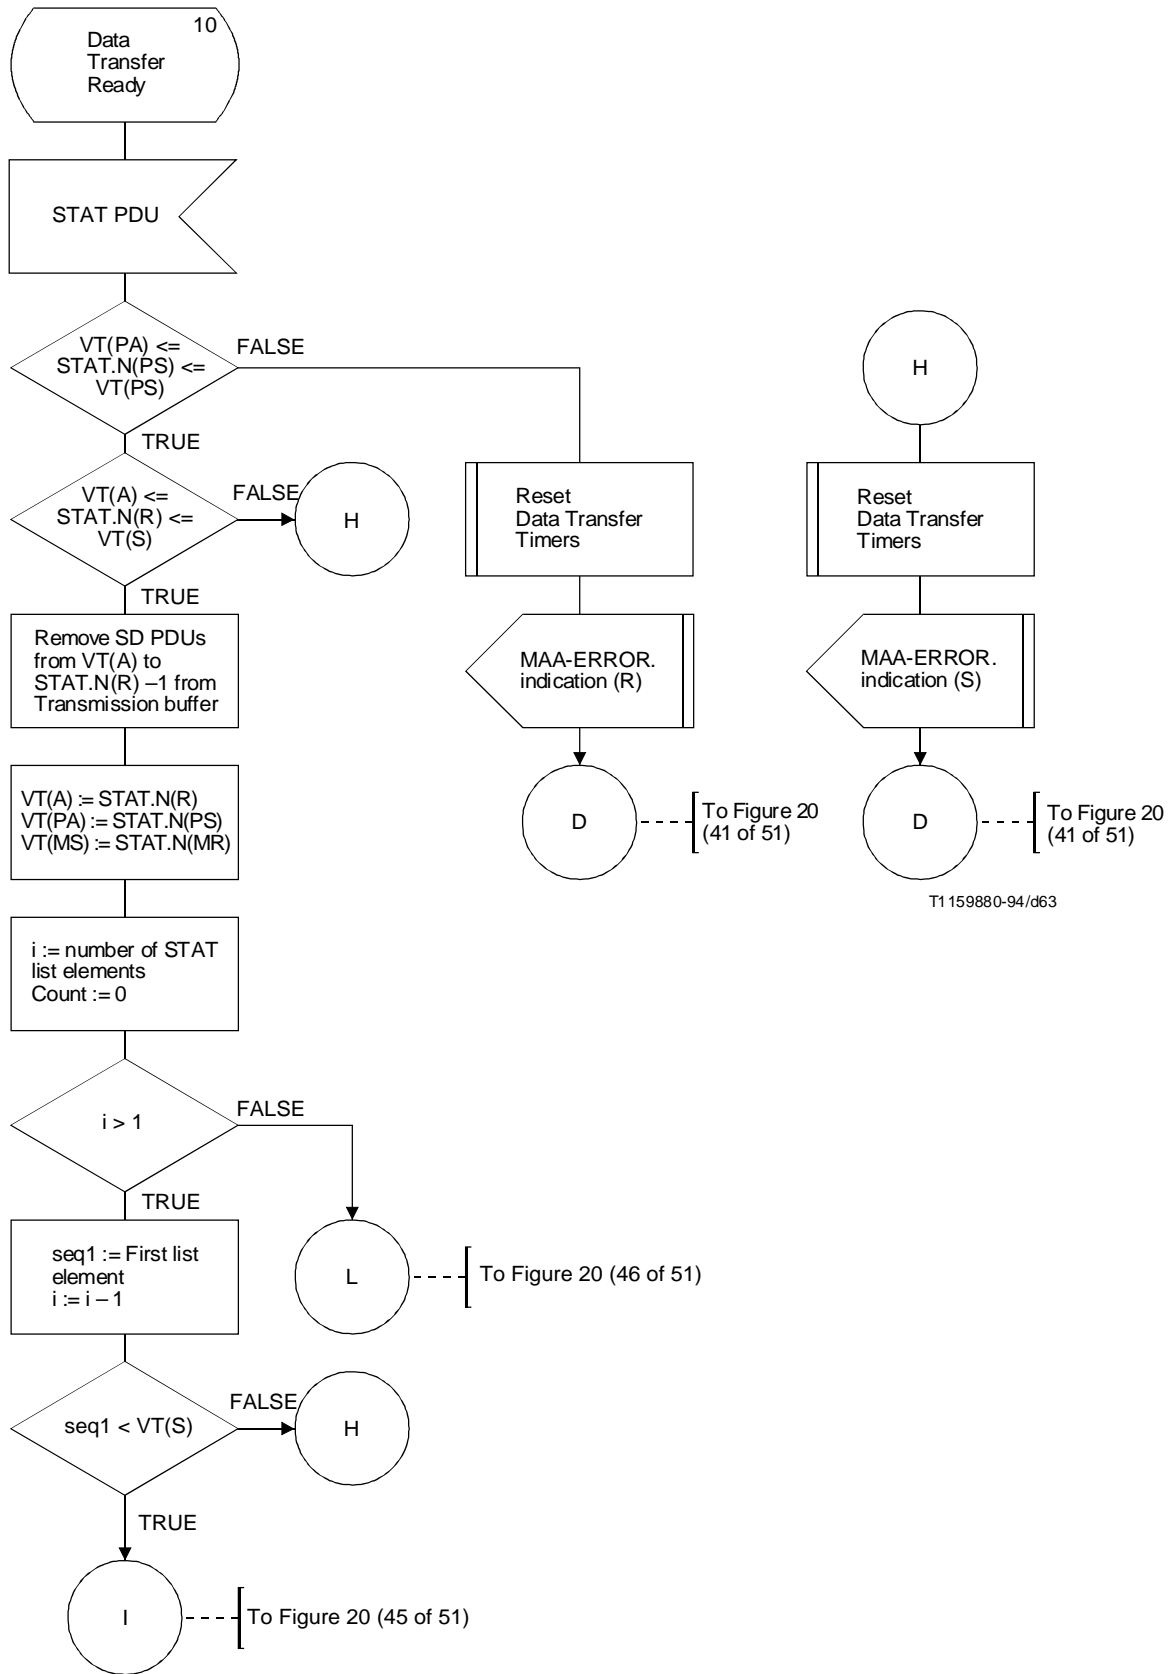 10
Data
Transfer
Ready
STAT PDU
VT(PA) <=
STAT.N(PS) <=
VT(PS)
FALSE
TRUE
VT(A) <=
STAT.N(R) <=
VT(S)
FALSE
H
TRUE
Remove SD PDUs
from VT(A) to
STAT.N(R) –1 from
Transmission buffer
VT(A) := STAT.N(R)
VT(PA) := STAT.N(PS)
VT(MS) := STAT.N(MR)
i := number of STAT
list elements
Count := 0
i > 1
FALSE
TRUE
seq1 := First list
element
i := i – 1
L
To Figure 20 (46 of 51)
seq1 < VT(S)
FALSE
H
TRUE
I
To Figure 20 (45 of 51)
Reset
Data Transfer
Timers
MAA-ERROR.
indication (R)
D
To Figure 20
(41 of 51)
H
Reset
Data Transfer
Timers
MAA-ERROR.
indication (S)
D
To Figure 20
(41 of 51)
T1159880-94/d63